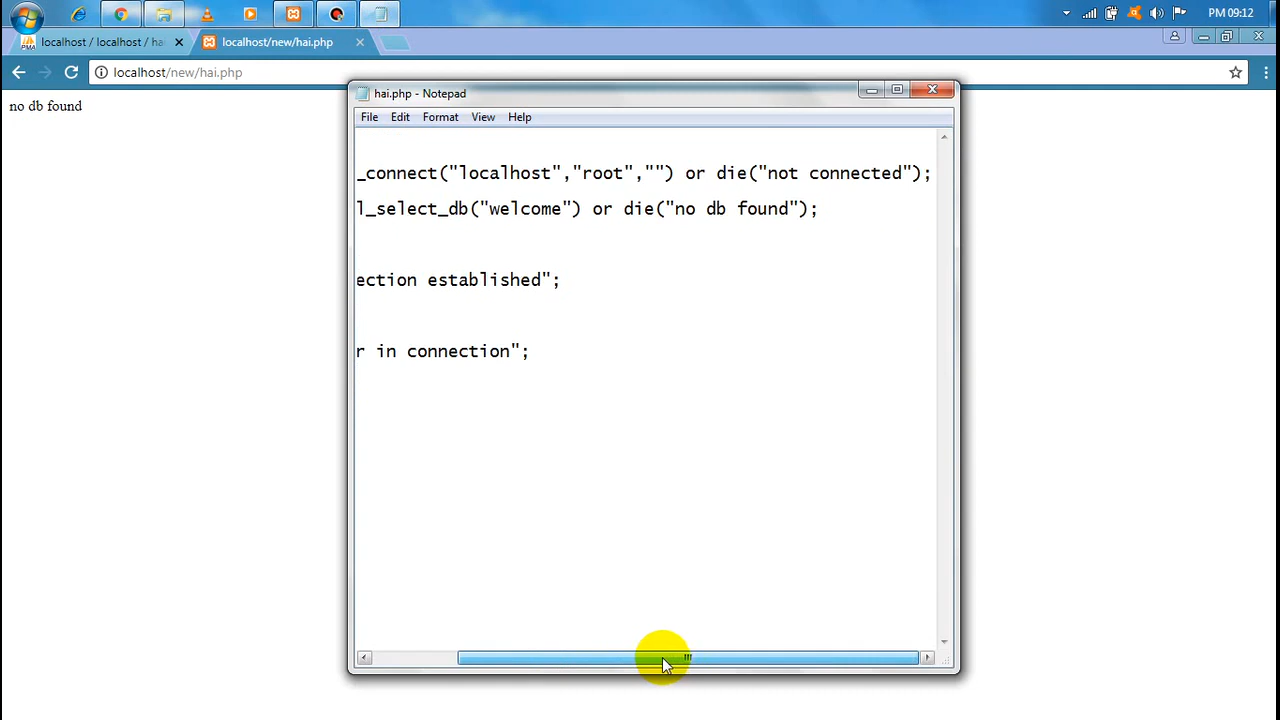 PM 09:12
localhost / localhost / ha
localhost/new/hai.php
localhost/new/hai.php
no db found
hai.php - Notepad
File Edit Format View Help
_connect("localhost","root","") or die("not connected");
l_select_db("welcome") or die("no db found");
ection established";
r in connection";